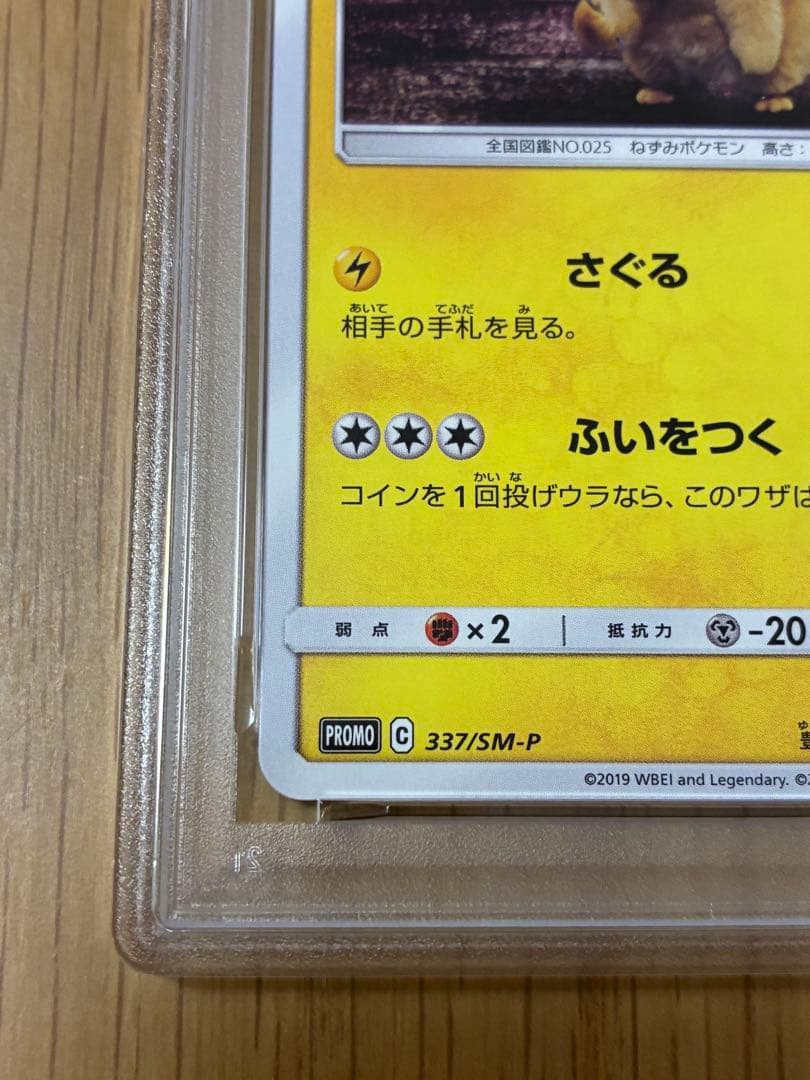 全国図鑑NO.025 ねずみポケモン 高さ:
さぐる
あいて てふだ み
相手の手札を見る。
ふいをつく
かい な
コインを1回投げウラなら、このワザは
弱点 ×2 抵抗力 -20
PROMO C 337/SM-P
©2019 WBEI and Legendary. ©